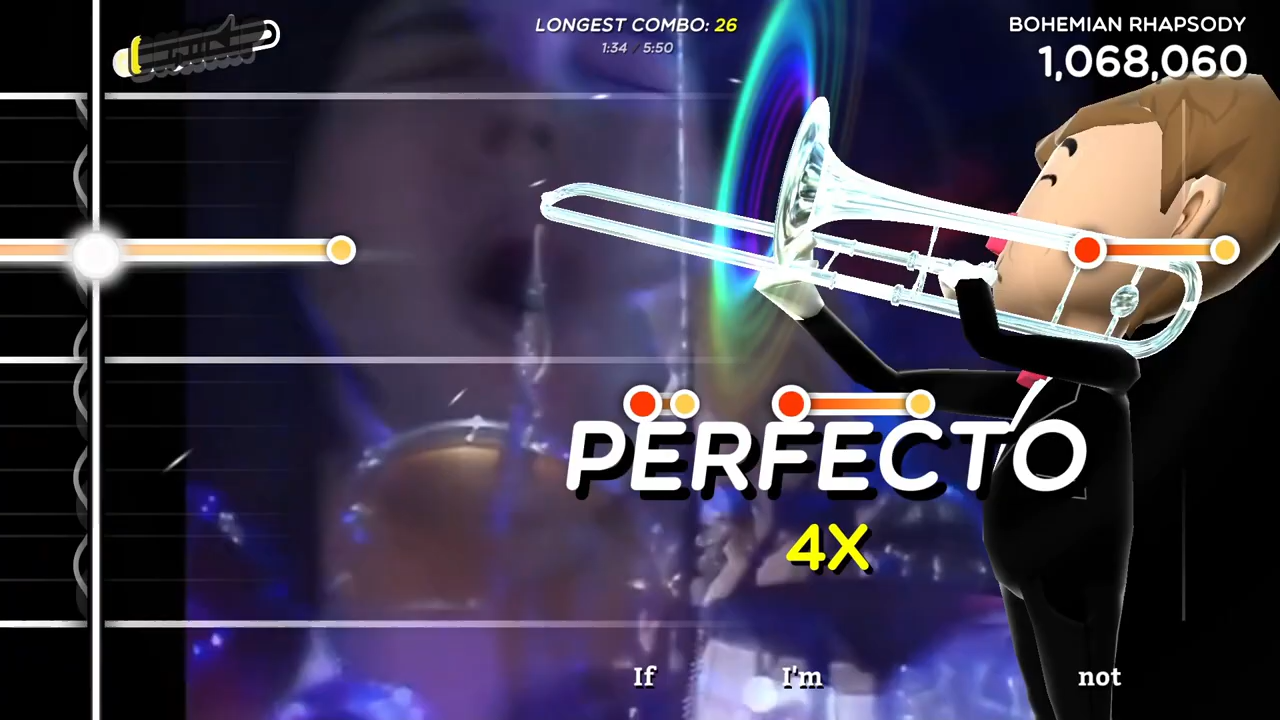 LONGEST COMBO: 26
1:34 / 5:50
BOHEMIAN RHAPSODY
1,068,060
PERFECTO
4X
If I'm not